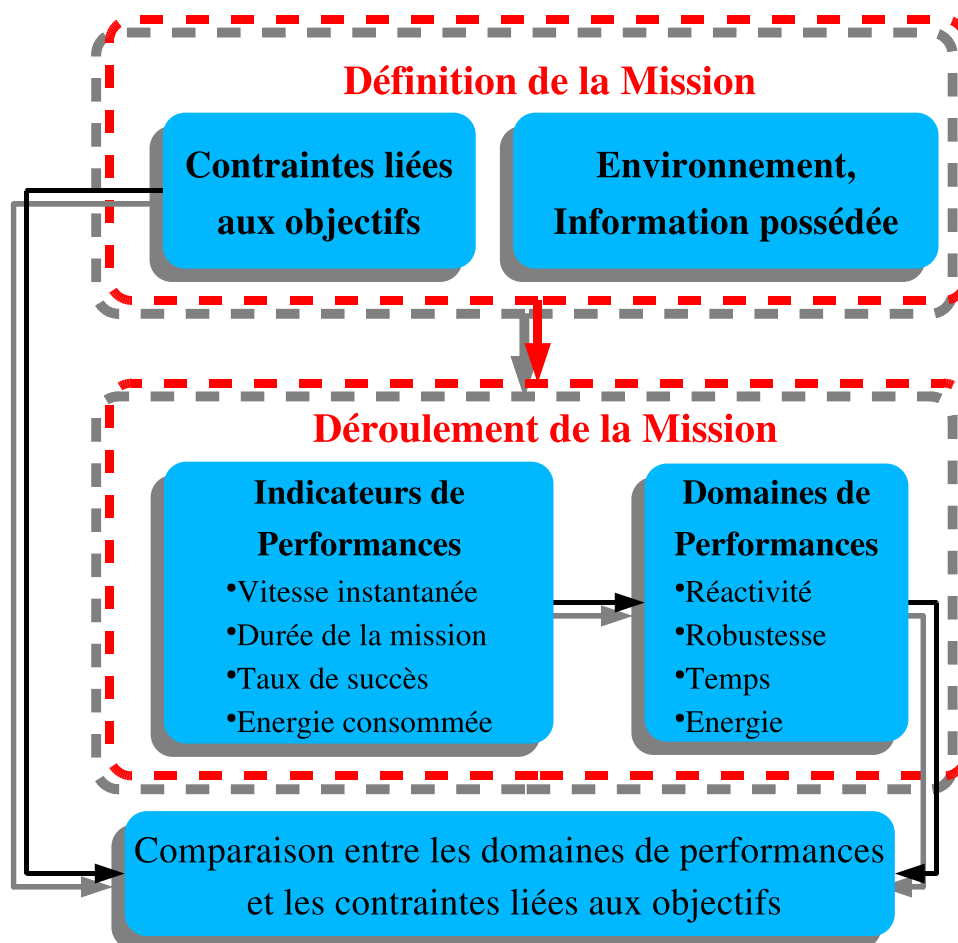 Définition de la Mission
Contraintes liées
aux objectifs
Environnement,
Information possédée
Déroulement de la Mission
Indicateurs de
Performances
•Vitesse instantanée
•Durée de la mission
•Taux de succès
•Energie consommée
Domaines de
Performances
•Réactivité
•Robustesse
•Temps
•Energie
Comparaison entre les domaines de performances
et les contraintes liées aux objectifs